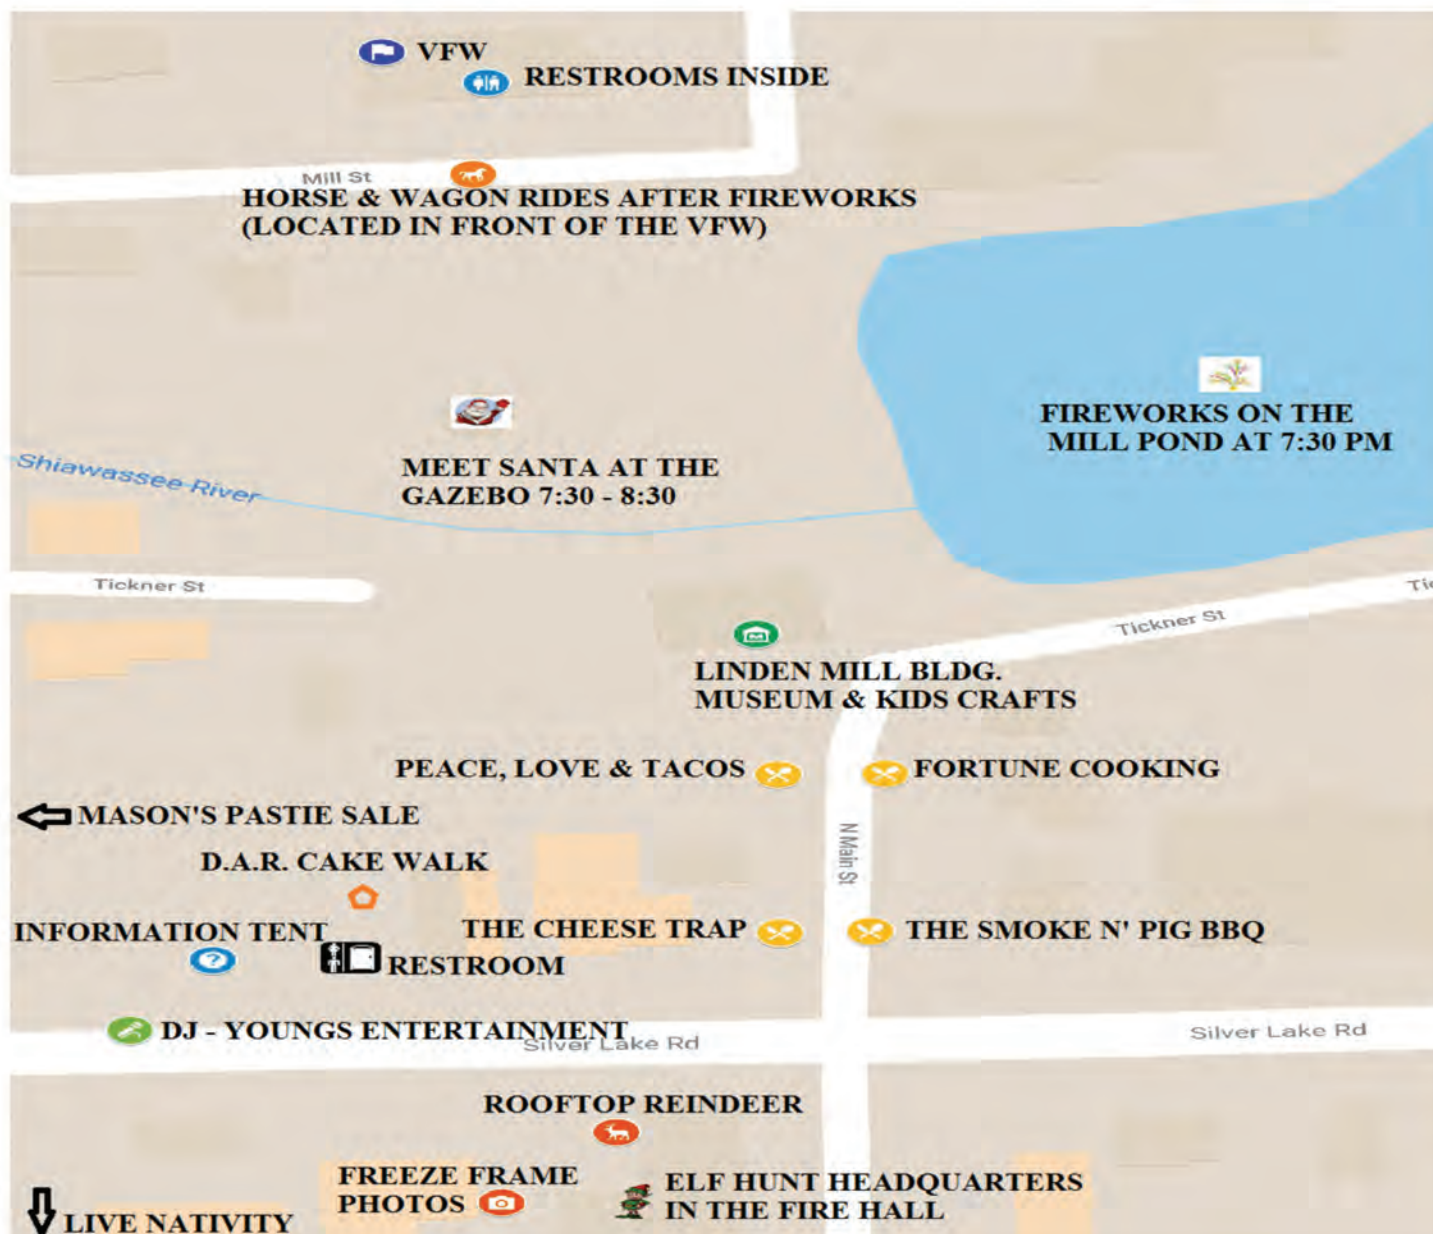 VFW
RESTROOMS INSIDE
Mill St
HORSE & WAGON RIDES AFTER FIREWORKS
(LOCATED IN FRONT OF THE VFW)
FIREWORKS ON THE
MILL POND AT 7:30 PM
Shiawassee River
MEET SANTA AT THE
GAZEBO 7:30 - 8:30
Tickner St
Tic
Tickner St
LINDEN MILL BLDG.
MUSEUM & KIDS CRAFTS
PEACE, LOVE & TACOS
FORTUNE COOKING
MASON'S PASTIE SALE
N Main St
D.A.R. CAKE WALK
INFORMATION TENT
THE CHEESE TRAP
THE SMOKE N' PIG BBQ
?
RESTROOM
DJ - YOUNGS ENTERTAINMENT
Silver Lake Rd
Silver Lake Rd
ROOFTOP REINDEER
FREEZE FRAME
PHOTOS
ELF HUNT HEADQUARTERS
IN THE FIRE HALL
LIVE NATIVITY